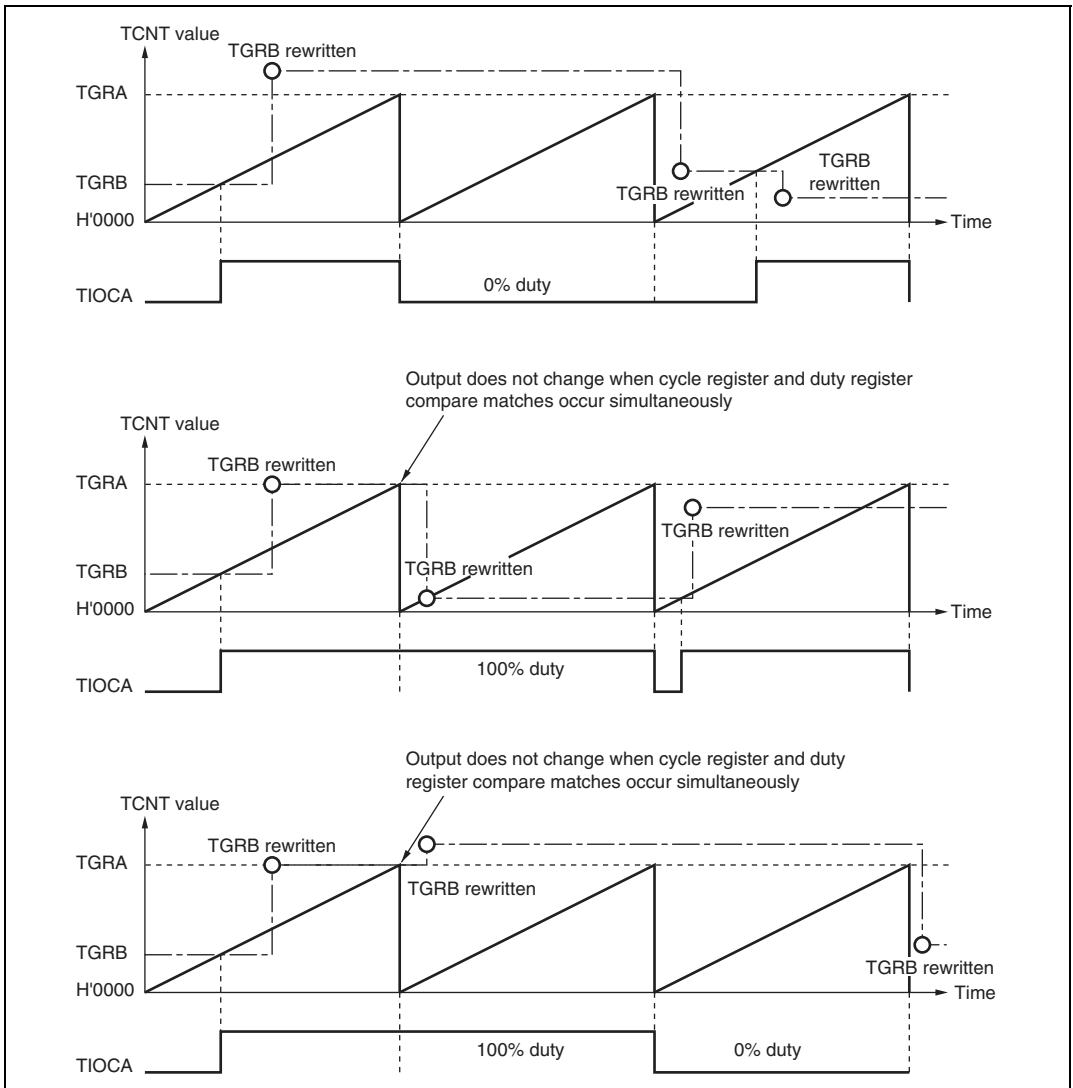 TCNT value
TGRB rewritten
TGRA
TGRB
rewritten
TGRB
TGRB rewritten
H'0000
Time
0% duty
TIOCA
Output does not change when cycle register and duty register
compare matches occur simultaneously
TCNT value
TGRB rewritten
TGRA
TGRB rewritten
TGRB
TGRB rewritten
H'0000
Time
100% duty
TIOCA
Output does not change when cycle register and duty
register compare matches occur simultaneously
TCNT value
TGRB rewritten
TGRA
TGRB rewritten
TGRB
TGRB rewritten
H'0000
Time
100% duty
0% duty
TIOCA